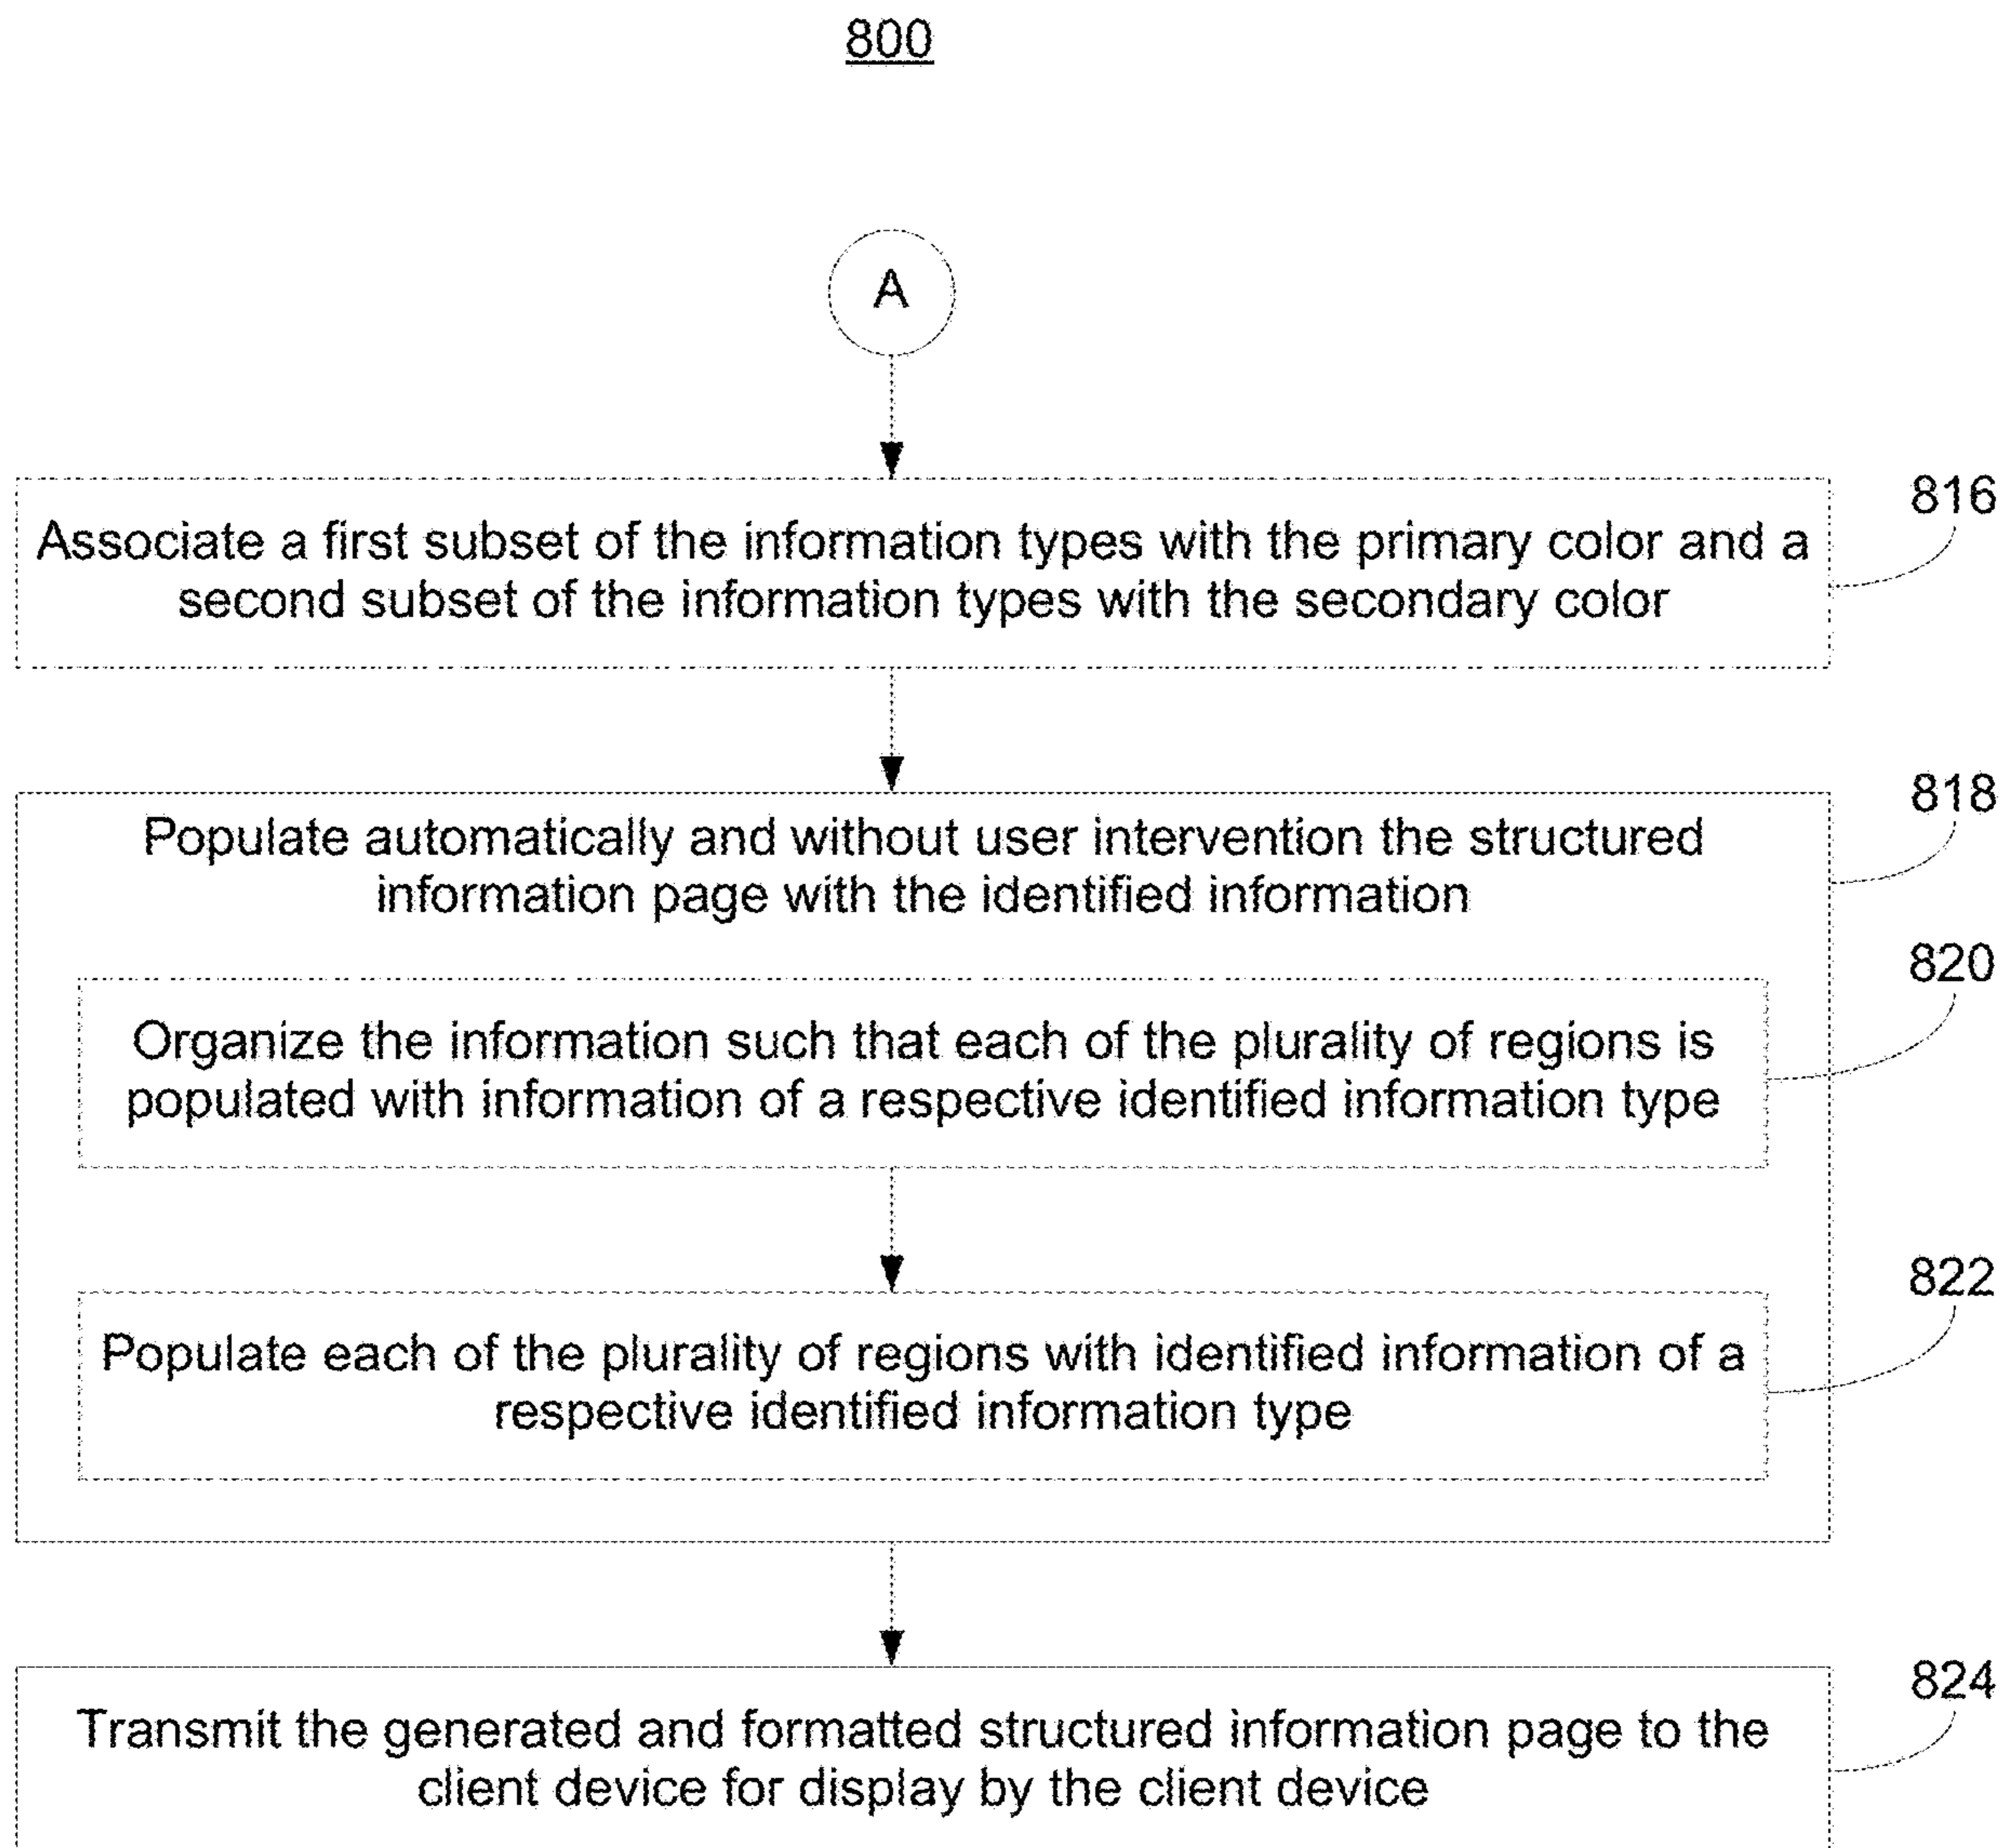 800
A
816
Associate a first subset of the information types with the primary color and a
second subset of the information types with the secondary color
818
Populate automatically and without user intervention the structured
information page with the identified information
820
Organize the information such that each of the plurality of regions is
populated with information of a respective identified information type
822
Populate each of the plurality of regions with identified information of a
respective identified information type
824
Transmit the generated and formatted structured information page to the
client device for display by the client device